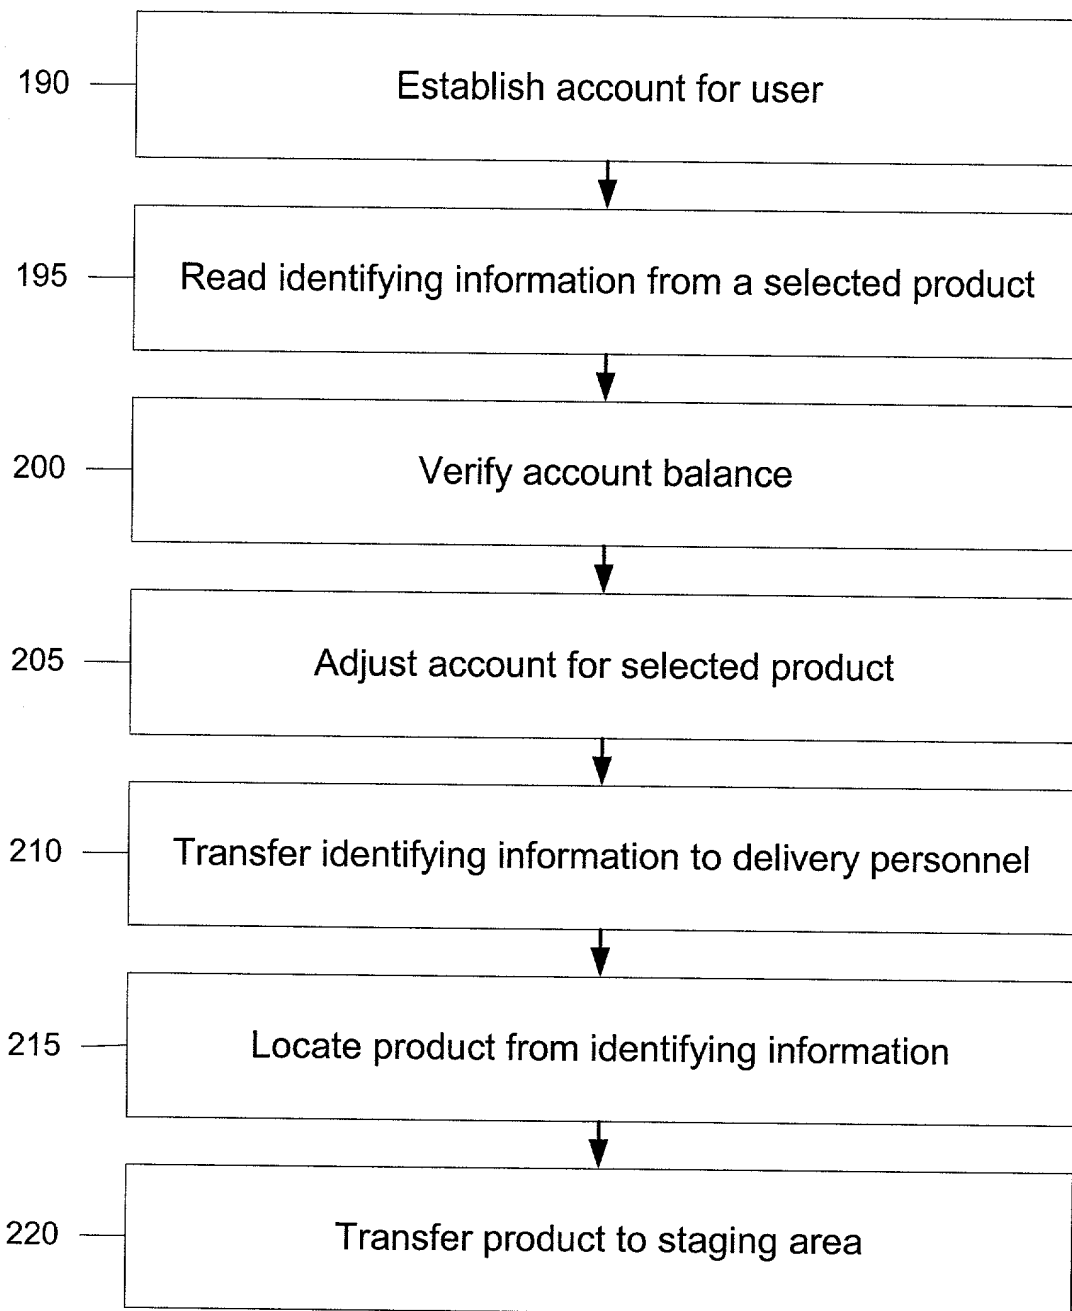 190
Establish account for user
195
Read identifying information from a selected product
200
Verify account balance
205
Adjust account for selected product
210
Transfer identifying information to delivery personnel
215
Locate product from identifying information
220
Transfer product to staging area